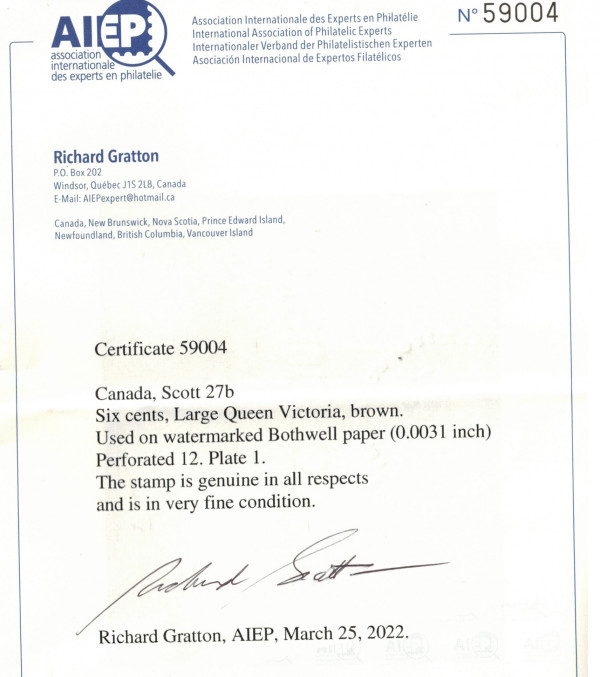 AIEP
association
internationale
des experts en philatelie
Association Internationale des Experts en Philatélie
International Association of Philatelic Experts
Internationaler Verband der Philatelistischen Experten
Asociación Internacional de Expertos Filatélicos
N° 59004
Richard Gratton
P.O. Box 202
Windsor, Québec J1S 2L8, Canada
E-Mail: AIEPexpert@hotmail.ca
Canada, New Brunswick, Nova Scotia, Prince Edward Island,
Newfoundland, British Columbia, Vancouver Island
Certificate 59004
Canada, Scott 27b
Six cents, Large Queen Victoria, brown.
Used on watermarked Bothwell paper (0.0031 inch)
Perforated 12. Plate 1.
The stamp is genuine in all respects
and is in very fine condition.
Richard Gratton
Richard Gratton, AIEP, March 25, 2022.